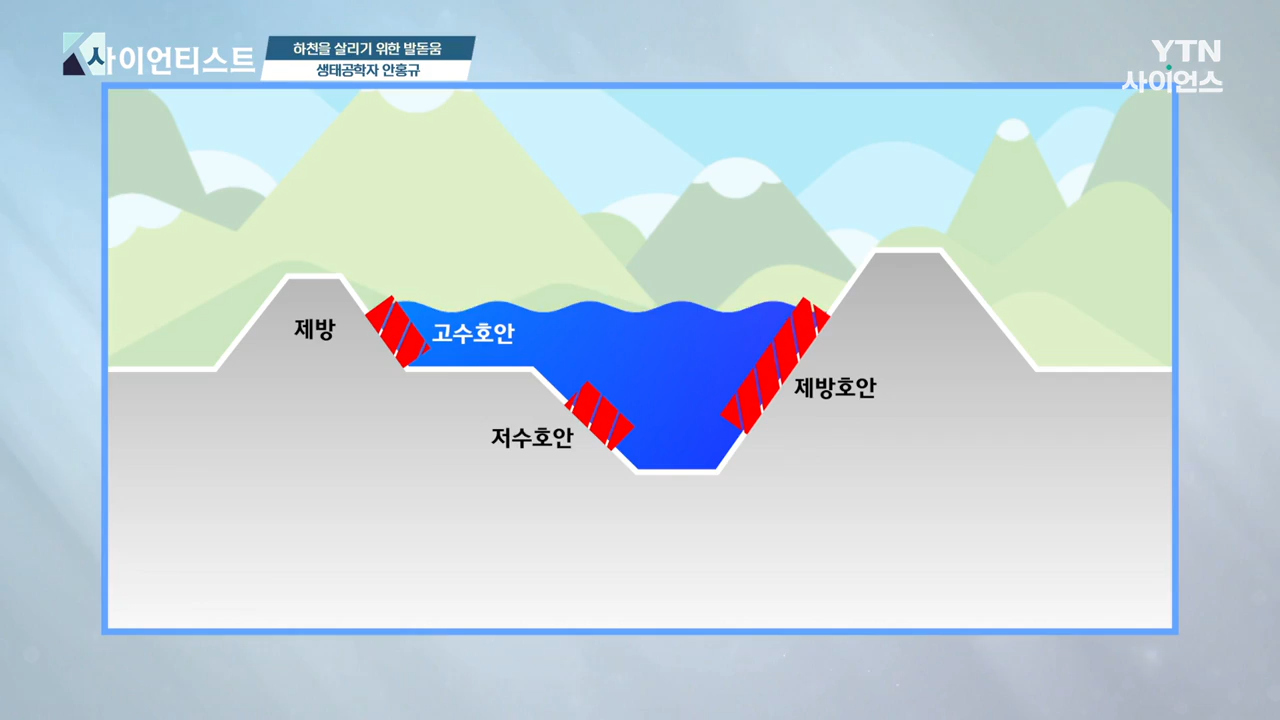 K사이언티스트
하천을 살리기 위한 발돋움
생태공학자 안홍규
YTN
사이언스
제방
고수호안
제방호안
저수호안